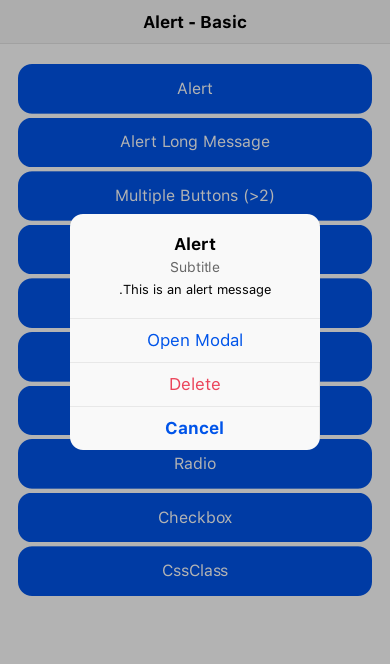 Alert - Basic
Alert
Alert Long Message
Multiple Buttons (>2)
Alert
Subtitle
.This is an alert message
Open Modal
Delete
Cancel
Radio
Checkbox
CssClass